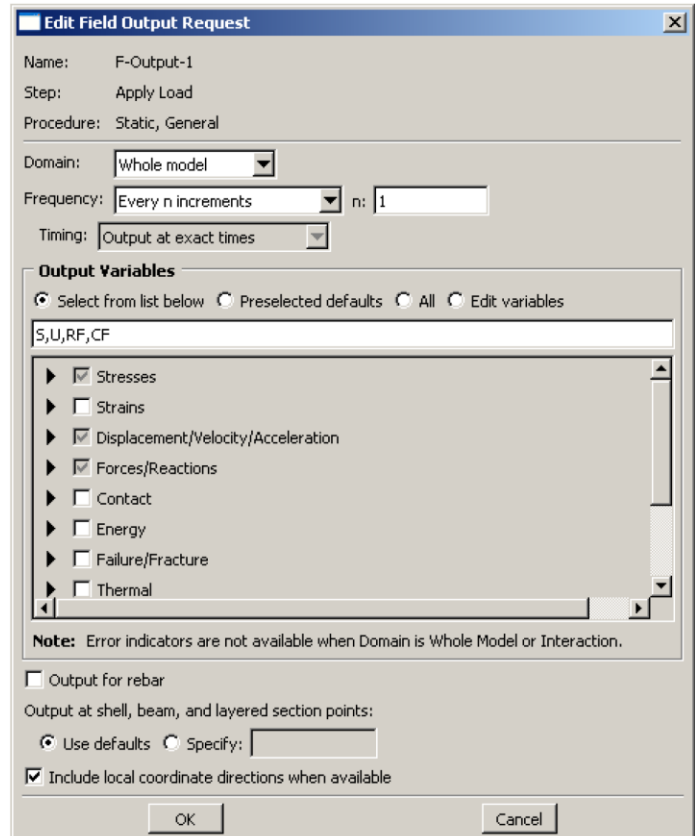 Edit Field Output Request
Name: F-Output-1
Step: Apply Load
Procedure: Static, General
Domain: Whole model
Frequency: Every n increments n: 1
Timing: Output at exact times
Output Variables
Select from list below Preselected defaults All Edit variables
S,U,RF,CF
Stresses
Strains
Displacement/Velocity/Acceleration
Forces/Reactions
Contact
Energy
Failure/Fracture
Thermal
Note: Error indicators are not available when Domain is Whole Model or Interaction.
Output for rebar
Output at shell, beam, and layered section points:
Use defaults Specify:
Include local coordinate directions when available
OK Cancel